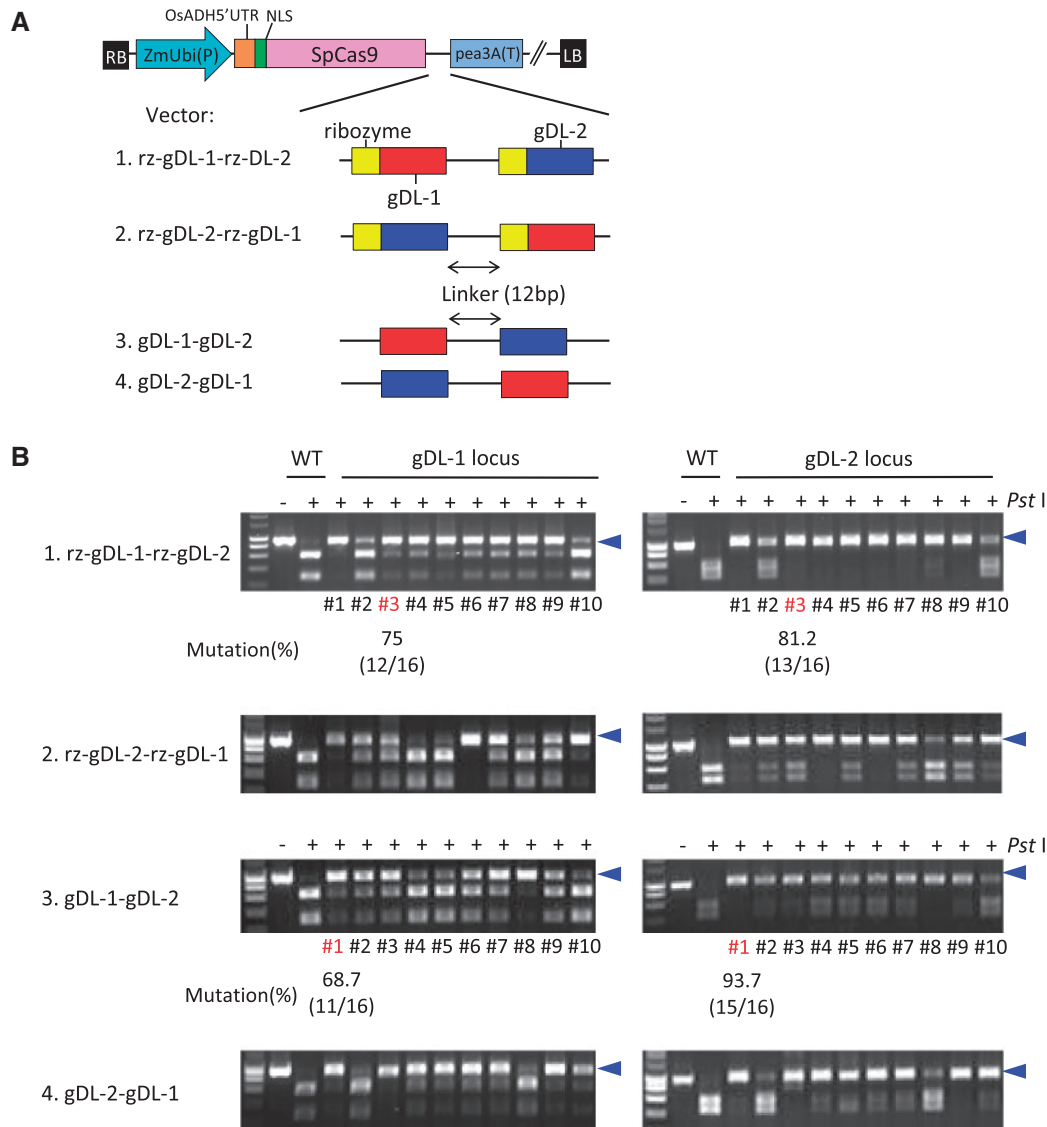 A
OsADH5'UTR NLS
RB ZmUbi(P) SpCas9 pea3A(T) LB
Vector:
ribozyme gDL-2
1. rz-gDL-1-rz-DL-2
gDL-1
2. rz-gDL-2-rz-gDL-1
Linker (12bp)
3. gDL-1-gDL-2
4. gDL-2-gDL-1
B
WT gDL-1 locus WT gDL-2 locus
- + + + + + + + + + + + - + + + + + + + + + + + Pst I
1. rz-gDL-1-rz-gDL-2
#1 #2 #3 #4 #5 #6 #7 #8 #9 #10 #1 #2 #3 #4 #5 #6 #7 #8 #9 #10
Mutation(%) 75 81.2
(12/16) (13/16)
2. rz-gDL-2-rz-gDL-1
- + + + + + + + + + + + - + + + + + + + + + + + Pst I
3. gDL-1-gDL-2
#1 #2 #3 #4 #5 #6 #7 #8 #9 #10 #1 #2 #3 #4 #5 #6 #7 #8 #9 #10
Mutation(%) 68.7 93.7
(11/16) (15/16)
4. gDL-2-gDL-1